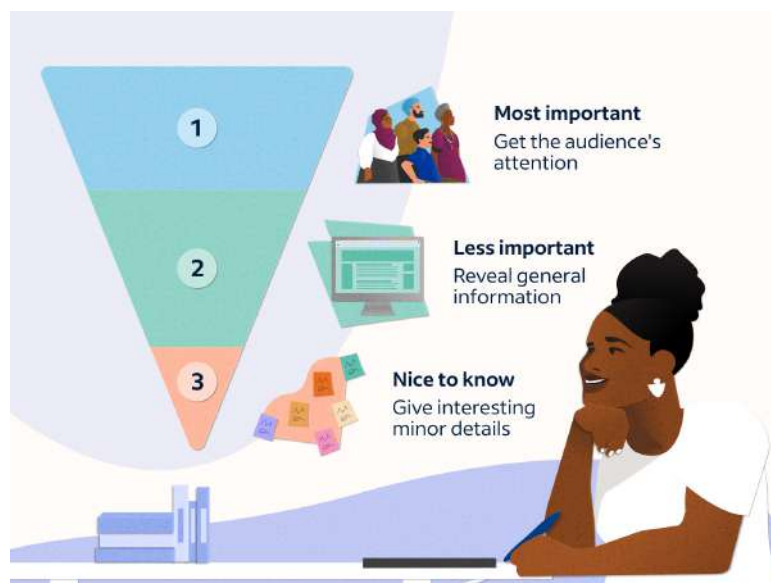 1
Most important
Get the audience's
attention
2
Less important
Reveal general
information
3
Nice to know
Give interesting
minor details